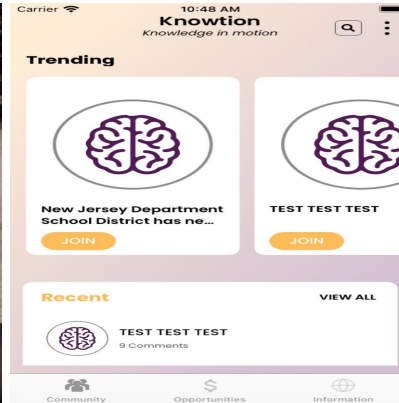 Carrier 10:48 AM
Knowtion
Knowledge in motion
Trending
New Jersey Department
School District has ne...
JOIN
TEST TEST TEST
JOIN
Recent
VIEW ALL
TEST TEST TEST
9 Comments
Community
Opportunities
Information